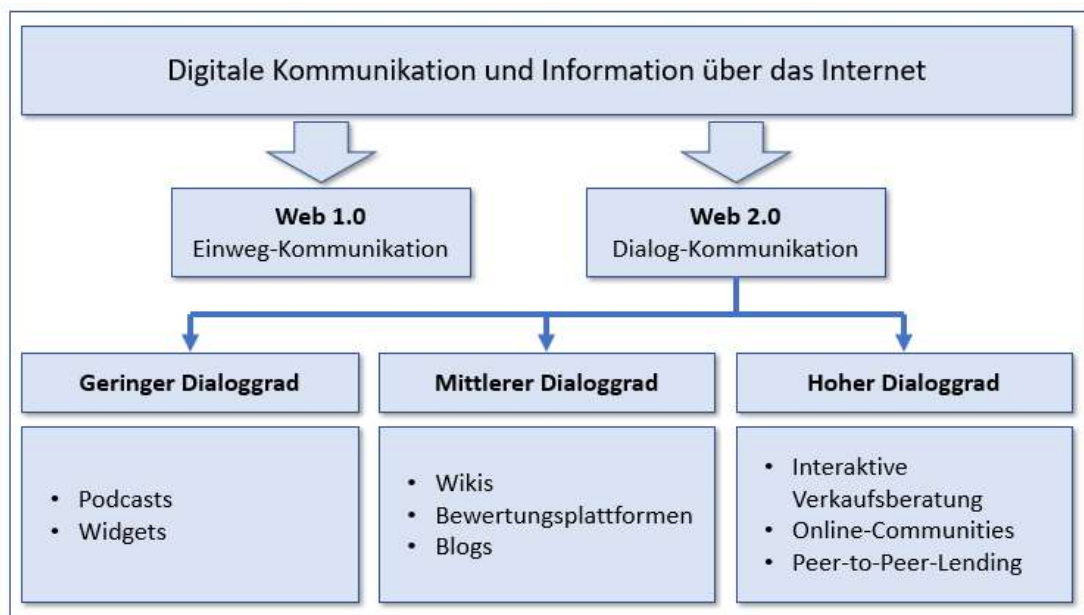 Digitale Kommunikation und Information über das Internet
Web 1.0
Einweg-Kommunikation
Web 2.0
Dialog-Kommunikation
Geringer Dialoggrad
Mittlerer Dialoggrad
Hoher Dialoggrad
• Podcasts
• Widgets
• Wikis
• Bewertungsplattformen
• Blogs
• Interaktive
Verkaufsberatung
• Online-Communities
• Peer-to-Peer-Lending